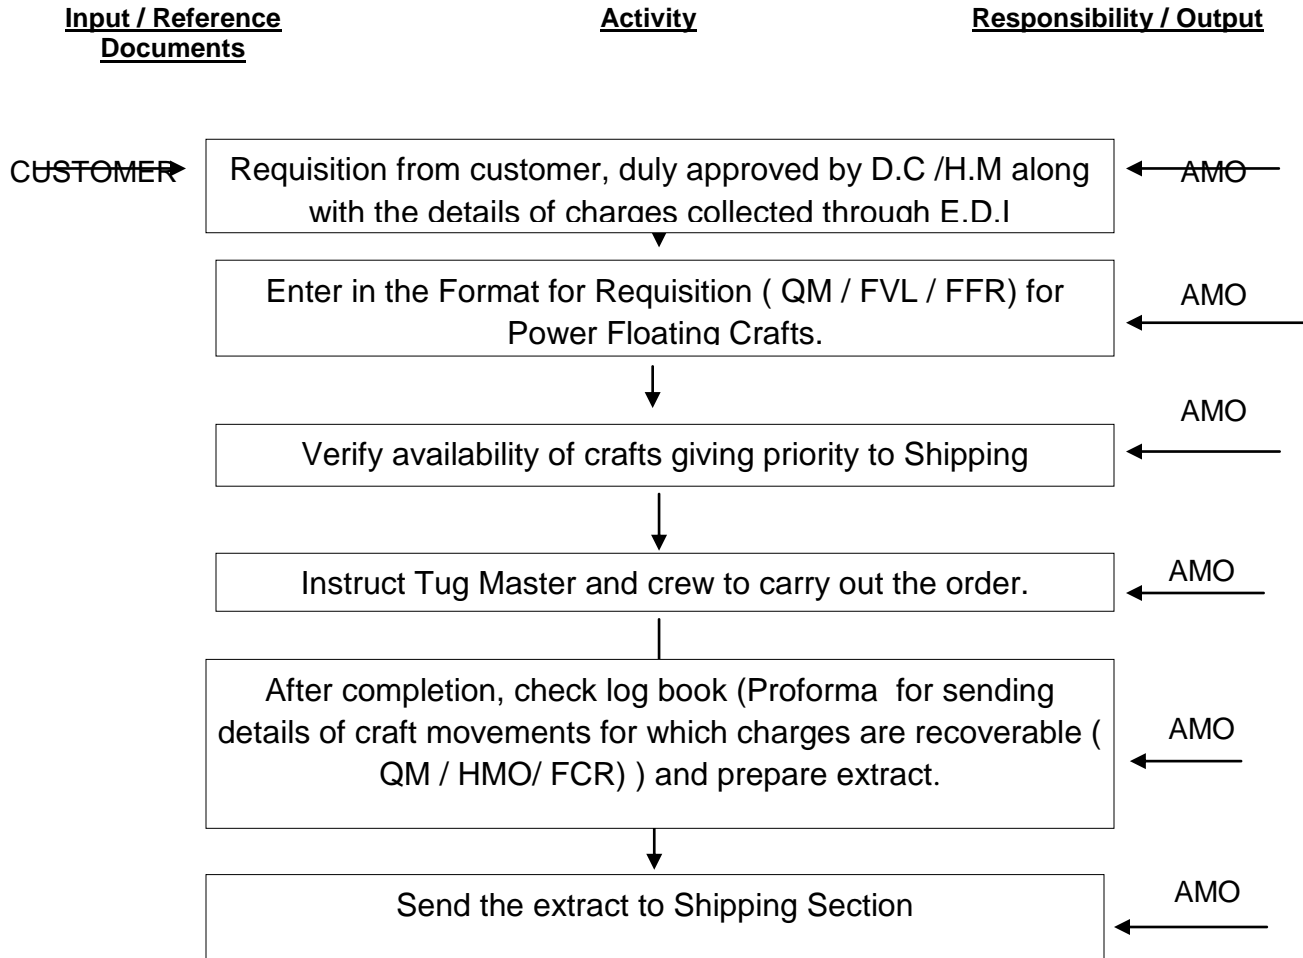 Input / Reference Activity Responsibility / Output
Documents
CUSTOMER Requisition from customer, duly approved by D.C /H.M along AMO
with the details of charges collected through E.D.I
Enter in the Format for Requisition ( QM / FVL / FFR) for AMO
Power Floating Crafts.
AMO
Verify availability of crafts giving priority to Shipping
Instruct Tug Master and crew to carry out the order. AMO
After completion, check log book (Proforma for sending
details of craft movements for which charges are recoverable ( AMO
QM / HMO/ FCR) ) and prepare extract.
Send the extract to Shipping Section AMO